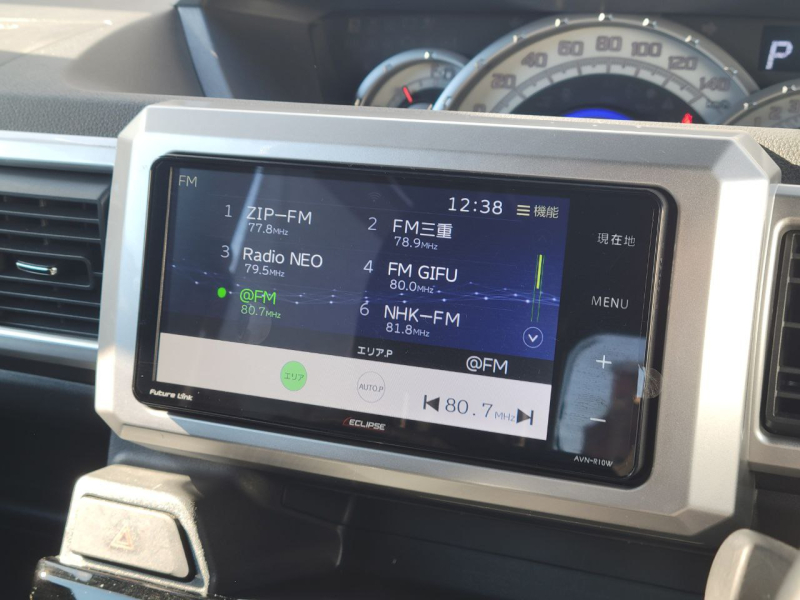 20 40 60 80 100 120 140
P
FM
12:38 機能
1 ZIP-FM
77.8MHz
2 FM三重
78.9MHz
3 Radio NEO
79.5MHz
4 FM GIFU
80.0MHz
@FM
80.7MHz
6 NHK-FM
81.8MHz
エリア.P
@FM
エリア
AUTO.P
80.7MHz
現在地
MENU
+
−
Future Link
ECLIPSE
AVN-R10W